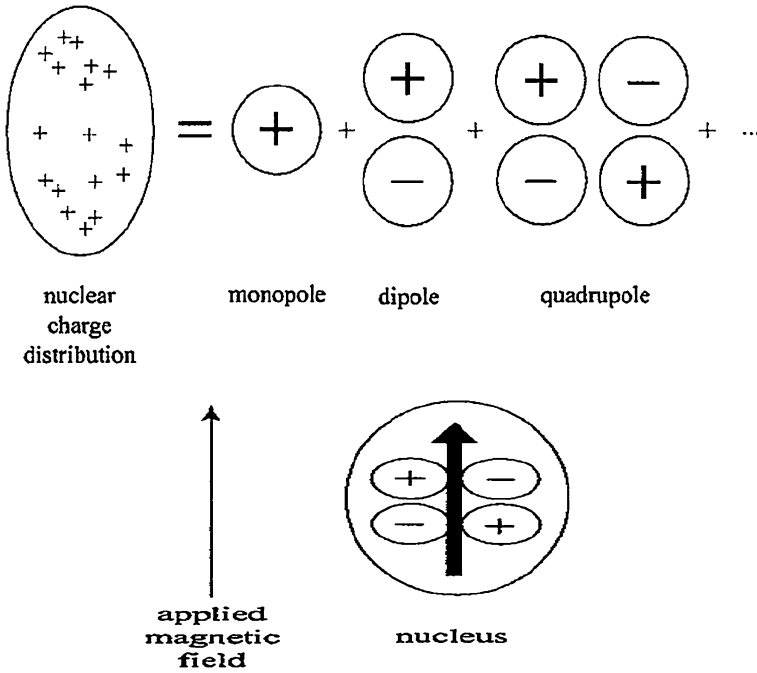 = + + + ...
nuclear
charge
distribution
monopole
dipole
quadrupole
applied
magnetic
field
nucleus